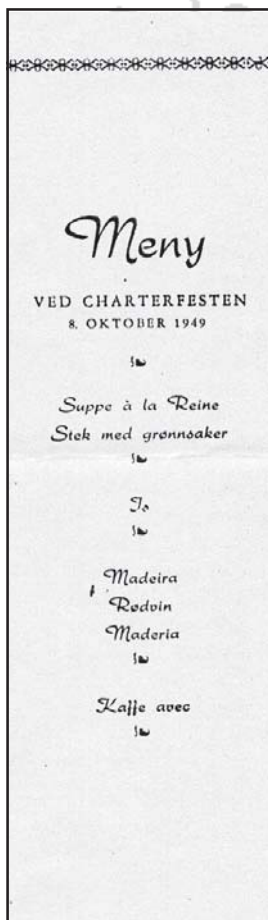 Meny
VED CHARTERFESTEN
8. OKTOBER 1949
Suppe à la Reine
Stek med grønnsaker
Is
Madeira
Rødvin
Maderia
Kaffe avec